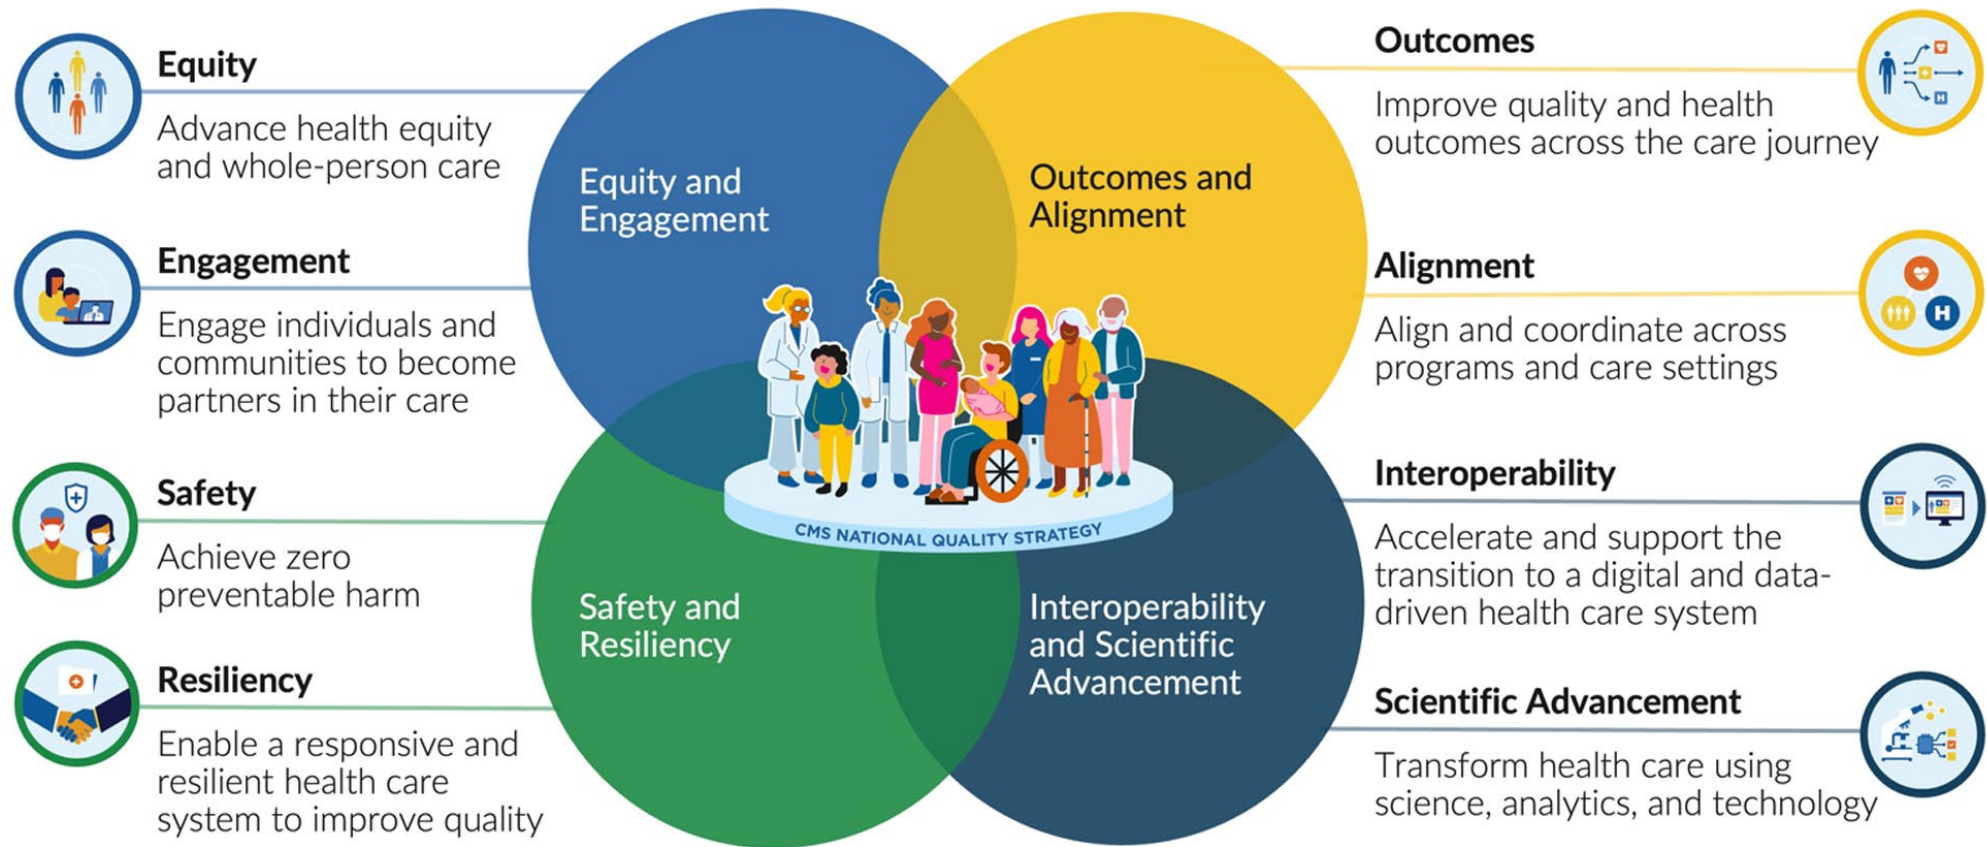 Equity
Advance health equity
and whole-person care
Engagement
Engage individuals and
communities to become
partners in their care
Safety
Achieve zero
preventable harm
Resiliency
Enable a responsive and
resilient health care
system to improve quality
Equity and
Engagement
Outcomes and
Alignment
CMS NATIONAL QUALITY STRATEGY
Safety and
Resiliency
Interoperability
and Scientific
Advancement
Outcomes
Improve quality and health
outcomes across the care journey
H
Alignment
Align and coordinate across
programs and care settings
H
Interoperability
Accelerate and support the
transition to a digital and data-
driven health care system
Scientific Advancement
Transform health care using
science, analytics, and technology